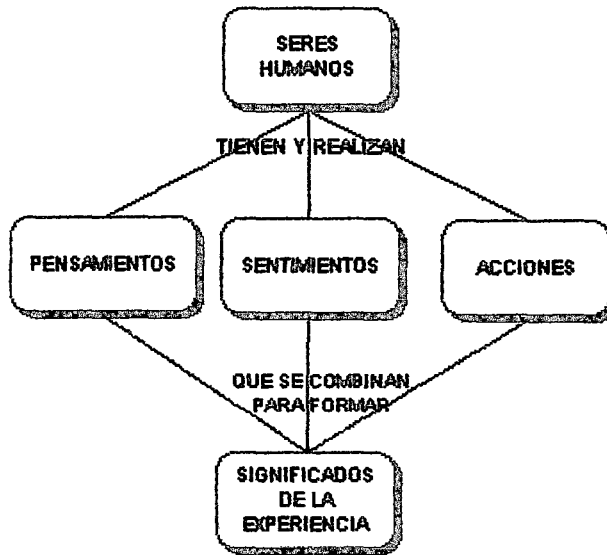 SERES
HUMANOS
TIENEN Y REALIZAN
PENSAMIENTOS
SENTIMIENTOS
ACCIONES
QUE SE COMBINAN
PARA FORMAR
SIGNIFICADOS
DE LA
EXPERIENCIA